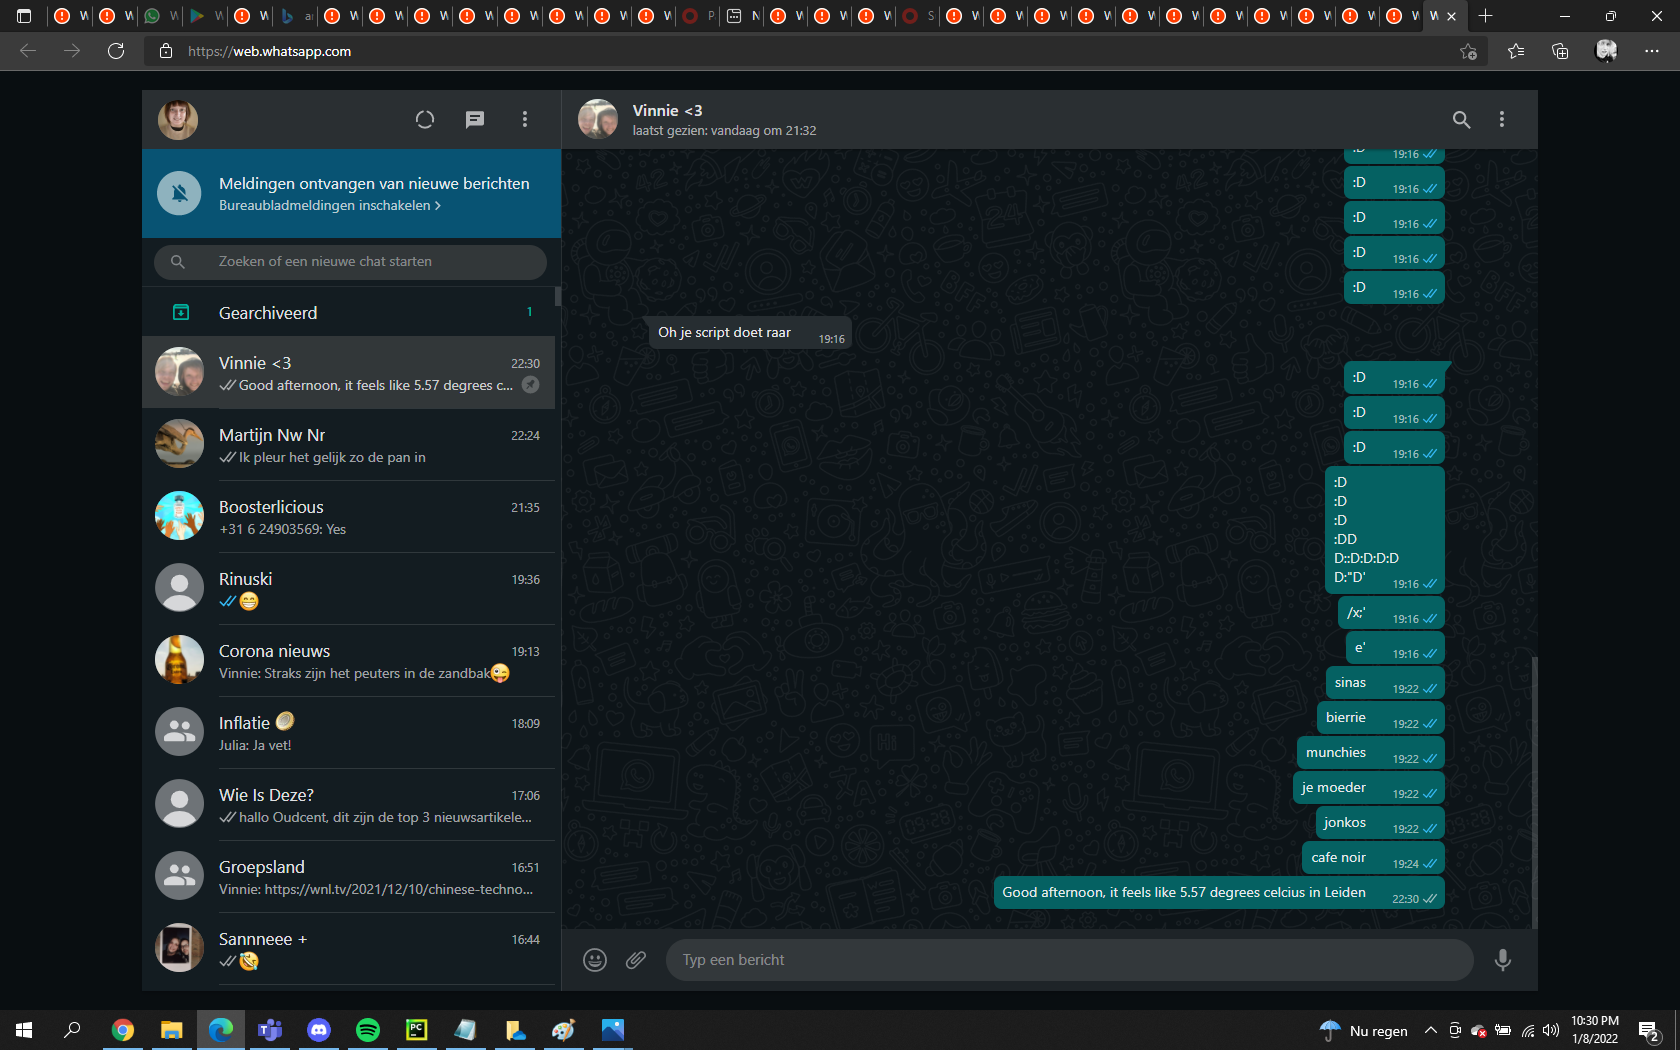 https://web.whatsapp.com
Vinnie <3
laatst gezien: vandaag om 21:32
Meldingen ontvangen van nieuwe berichten
Bureaubladmeldingen inschakelen >
Zoeken of een nieuwe chat starten
Gearchiveerd 1
Vinnie <3 22:30
Good afternoon, it feels like 5.57 degrees c...
Martijn Nw Nr 22:24
Ik pleur het gelijk zo de pan in
Boosterlicious 21:35
+31 6 24903569: Yes
Rinuski 19:36
😁
Corona nieuws 19:13
Vinnie: Straks zijn het peuters in de zandbak😜
Inflatie 🪙 18:09
Julia: Ja vet!
Wie Is Deze? 17:06
hallo Oudcent, dit zijn de top 3 nieuwsartikele...
Groepsland 16:51
Vinnie: https://wnl.tv/2021/12/10/chinese-techno...
Sannneee + 16:44
🤣
:D 19:16
:D 19:16
:D 19:16
:D 19:16
:D 19:16
Oh je script doet raar 19:16
:D 19:16
:D 19:16
:D 19:16
:D
:D
:D
:DD
D::D:D:D:D
D:"D' 19:16
/x;' 19:16
e' 19:16
sinas 19:22
bierrie 19:22
munchies 19:22
je moeder 19:22
jonkos 19:22
cafe noir 19:24
Good afternoon, it feels like 5.57 degrees celcius in Leiden 22:30
Typ een bericht
Nu regen
10:30 PM
1/8/2022
2